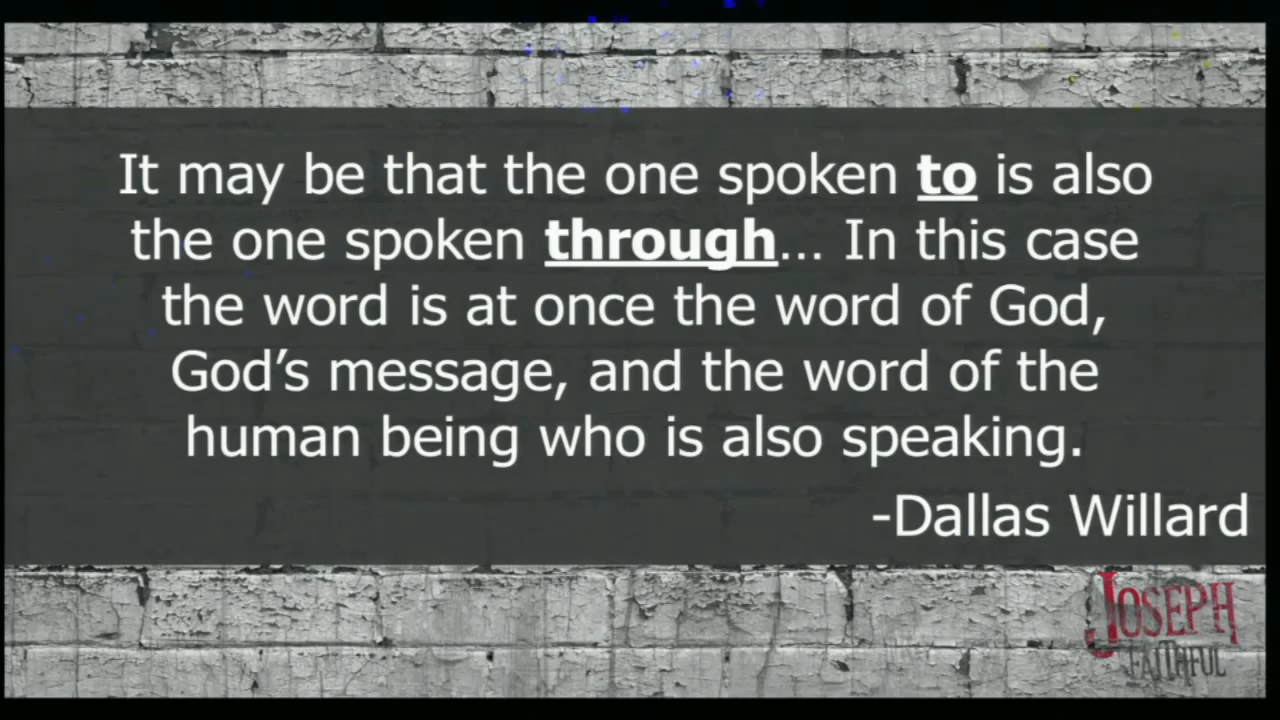 It may be that the one spoken to is also
the one spoken through... In this case
the word is at once the word of God,
God’s message, and the word of the
human being who is also speaking.
-Dallas Willard
JOSEPH
FAITHFUL